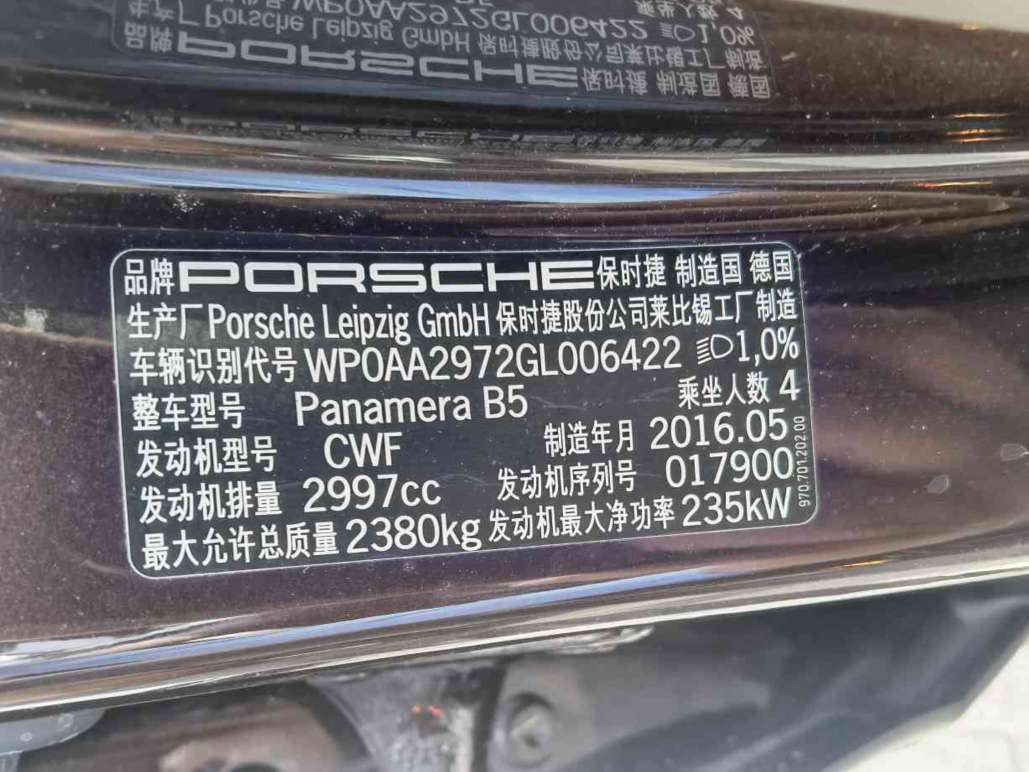 品牌 PORSCHE 保时捷 制造国 德国
生产厂 Porsche Leipzig GmbH 保时捷股份公司莱比锡工厂制造
车辆识别代号 WP0AA2972GL006422 1,0%
整车型号 Panamera B5 乘坐人数 4
发动机型号 CWF 制造年月 2016.05
发动机排量 2997cc 发动机序列号 017900
最大允许总质量 2380kg 发动机最大净功率 235kW
970.701.202.00